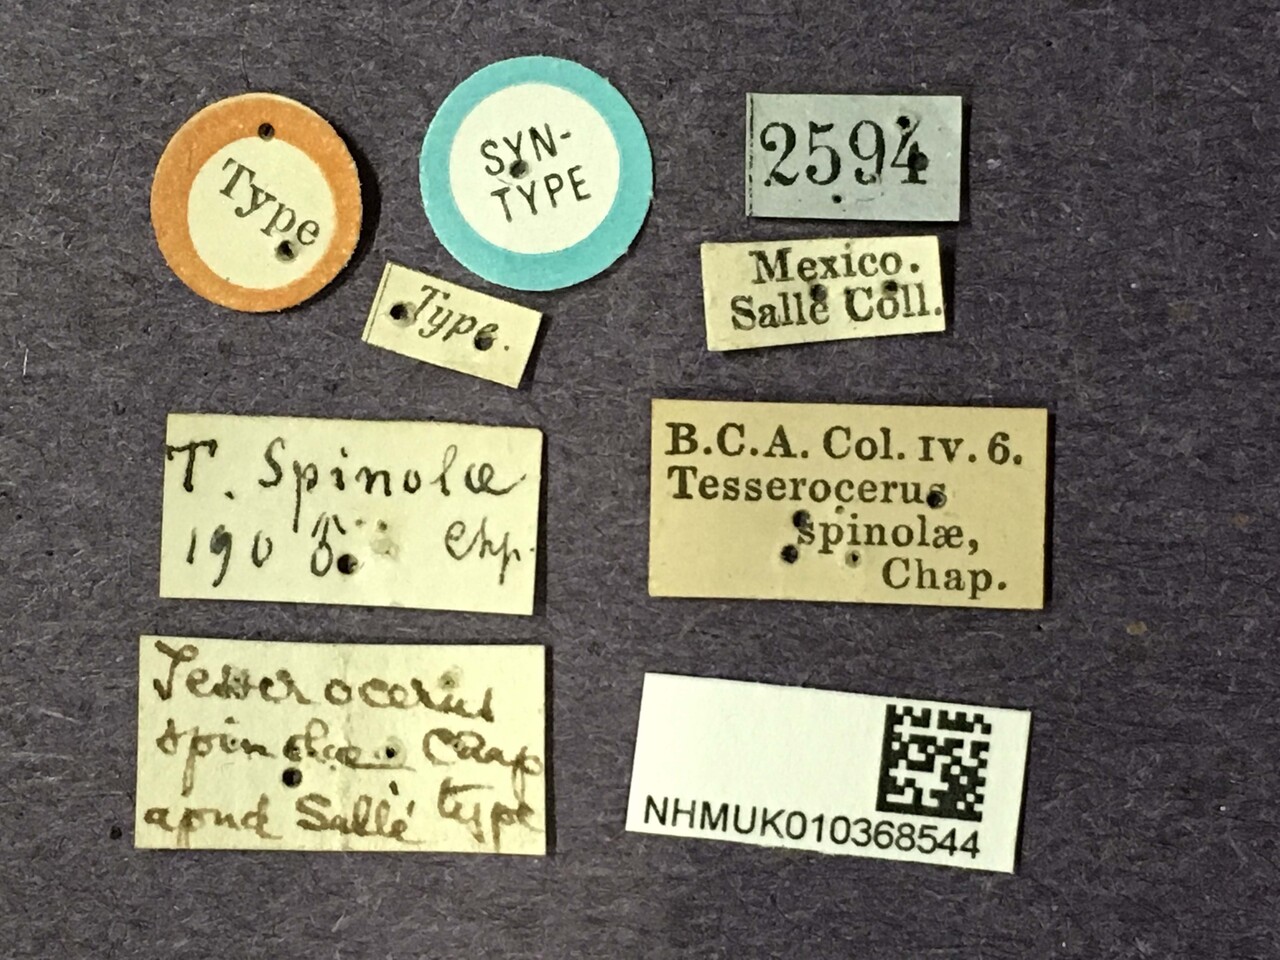 Type
SYN-
TYPE
2594
Type.
Mexico.
Sallé Coll.
T. Spinolæ
190 Chp.
B.C.A. Col. IV. 6.
Tesserocerus
spinolæ,
Chap.
Tesserocerus
spinolae Chap
apud Sallé type
NHMUK010368544